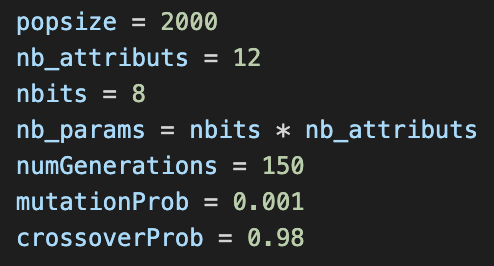 popsize = 2000
nb_attributs = 12
nbits = 8
nb_params = nbits * nb_attributs
numGenerations = 150
mutationProb = 0.001
crossoverProb = 0.98